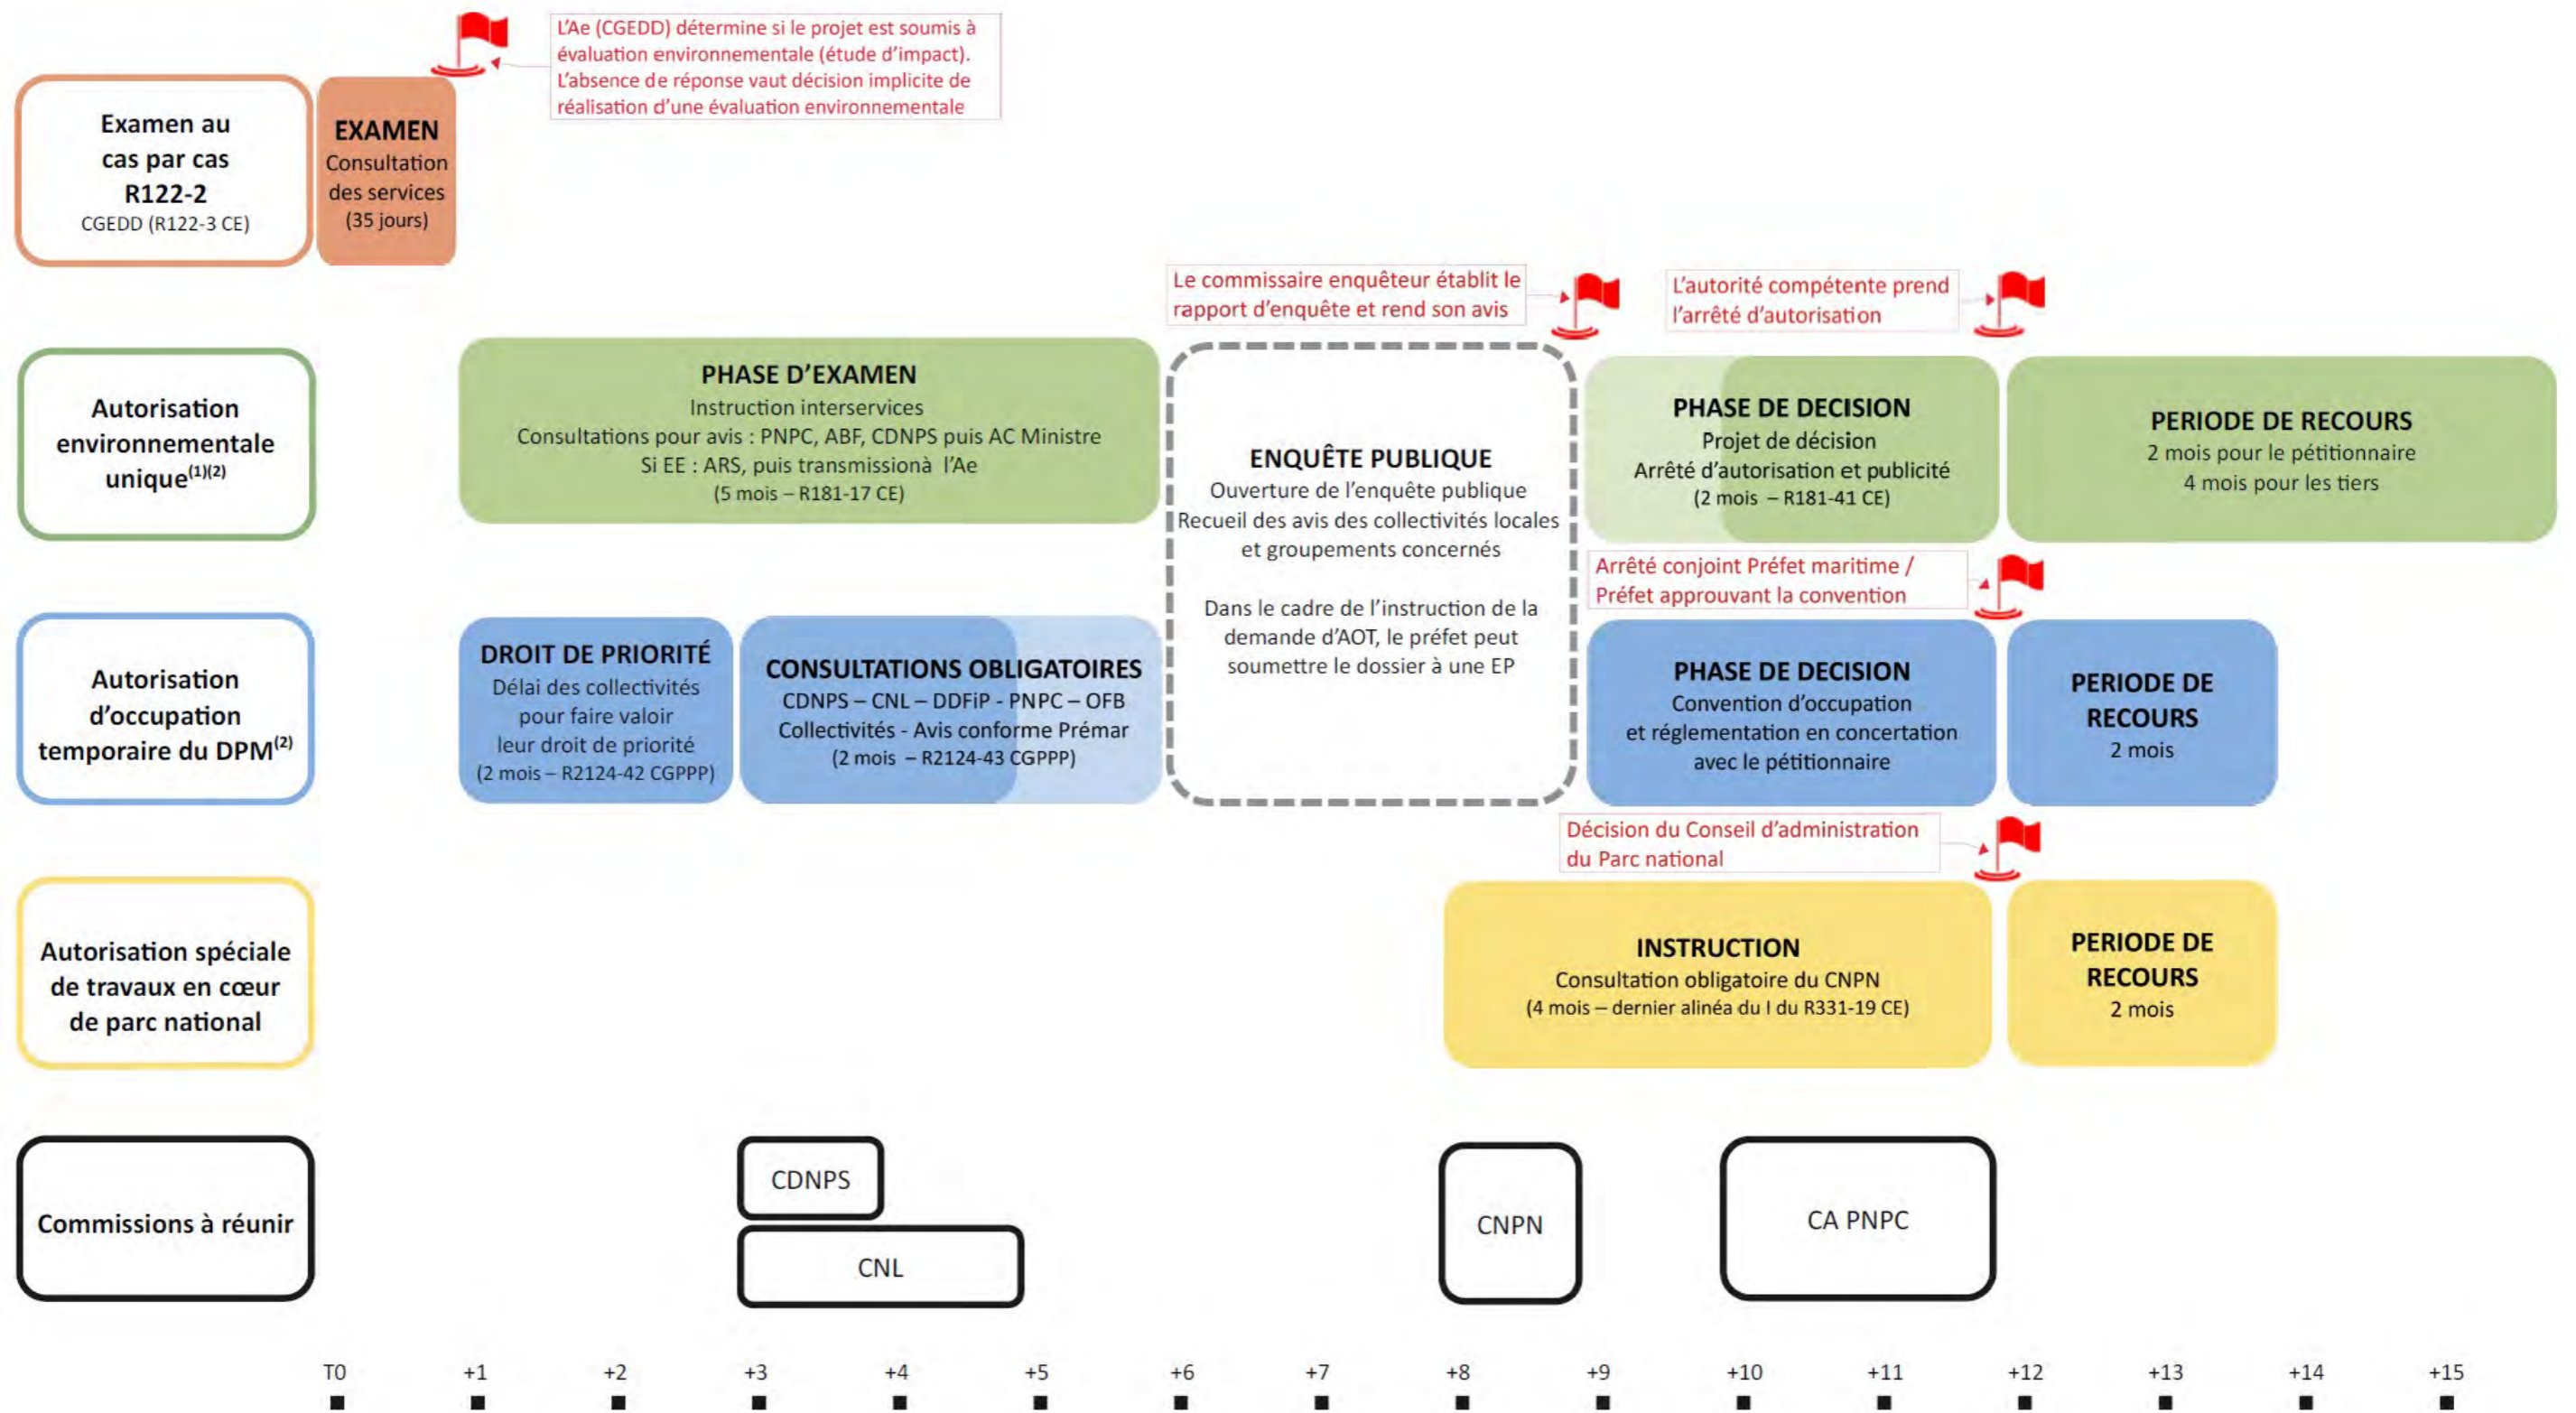 L'Ae (CGEDD) détermine si le projet est soumis à
évaluation environnementale (étude d'impact).
L'absence de réponse vaut décision implicite de
réalisation d'une évaluation environnementale
Examen au
cas par cas
R122-2
CGEDD (R122-3 CE)
EXAMEN
Consultation
des services
(35 jours)
Le commissaire enquêteur établit le
rapport d'enquête et rend son avis
L'autorité compétente prend
l'arrêté d'autorisation
Autorisation
environnementale
unique(1)(2)
PHASE D'EXAMEN
Instruction interservices
Consultations pour avis : PNPC, ABF, CDNPS puis AC Ministre
Si EE : ARS, puis transmissionà l'Ae
(5 mois – R181-17 CE)
ENQUÊTE PUBLIQUE
Ouverture de l'enquête publique
Recueil des avis des collectivités locales
et groupements concernés
Dans le cadre de l'instruction de la
demande d'AOT, le préfet peut
soumettre le dossier à une EP
PHASE DE DECISION
Projet de décision
Arrêté d'autorisation et publicité
(2 mois – R181-41 CE)
PERIODE DE RECOURS
2 mois pour le pétitionnaire
4 mois pour les tiers
Arrêté conjoint Préfet maritime /
Préfet approuvant la convention
Autorisation
d'occupation
temporaire du DPM(2)
DROIT DE PRIORITÉ
Délai des collectivités
pour faire valoir
leur droit de priorité
(2 mois – R2124-42 CGPPP)
CONSULTATIONS OBLIGATOIRES
CDNPS – CNL – DDFiP - PNPC – OFB
Collectivités - Avis conforme Prémar
(2 mois – R2124-43 CGPPP)
PHASE DE DECISION
Convention d'occupation
et réglementation en concertation
avec le pétitionnaire
PERIODE DE
RECOURS
2 mois
Décision du Conseil d'administration
du Parc national
Autorisation spéciale
de travaux en cœur
de parc national
INSTRUCTION
Consultation obligatoire du CNPN
(4 mois – dernier alinéa du I du R331-19 CE)
PERIODE DE
RECOURS
2 mois
Commissions à réunir
CDNPS
CNL
CNPN
CA PNPC
T0 +1 +2 +3 +4 +5 +6 +7 +8 +9 +10 +11 +12 +13 +14 +15